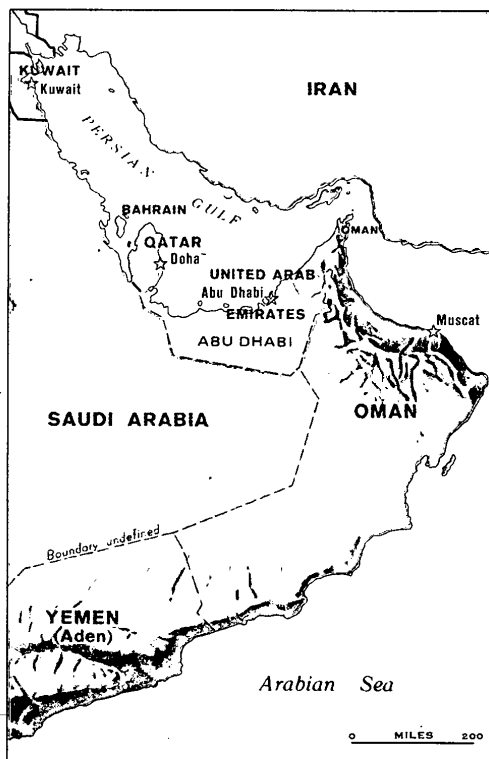 KUWAIT
Kuwait
IRAN
PERSIAN
GULF
BAHRAIN
QATAR
Doha
OMAN
UNITED ARAB
Abu Dhabi
EMIRATES
ABU DHABI
Muscat
SAUDI ARABIA
OMAN
Boundary undefined
YEMEN
(Aden)
Arabian Sea
0 MILES 200